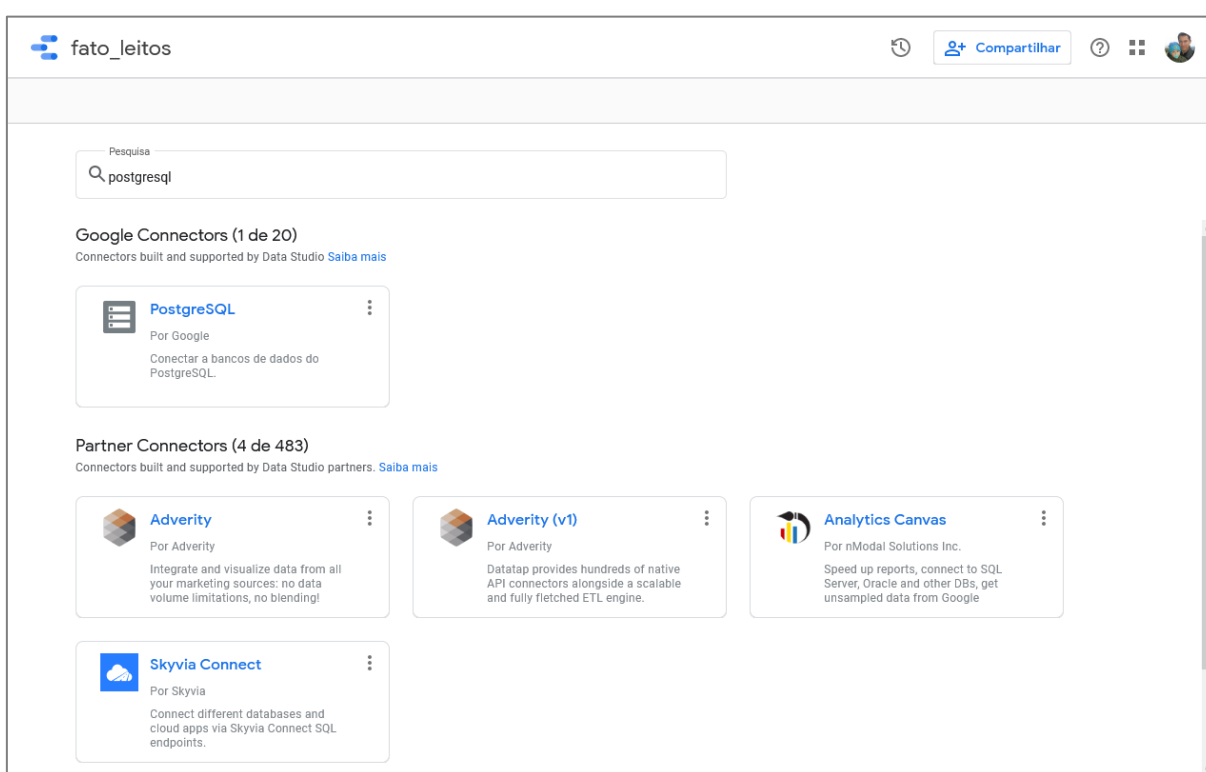 fato_leitos
Compartilhar
Pesquisa
postgresql
Google Connectors (1 de 20)
Connectors built and supported by Data Studio Saiba mais
PostgreSQL
Por Google
Conectar a bancos de dados do
PostgreSQL.
Partner Connectors (4 de 483)
Connectors built and supported by Data Studio partners. Saiba mais
Adverity
Por Adverity
Integrate and visualize data from all
your marketing sources: no data
volume limitations, no blending!
Adverity (v1)
Por Adverity
Datatap provides hundreds of native
API connectors alongside a scalable
and fully fletched ETL engine.
Analytics Canvas
Por nModal Solutions Inc.
Speed up reports, connect to SQL
Server, Oracle and other DBs, get
unsampled data from Google
Skyvia Connect
Por Skyvia
Connect different databases and
cloud apps via Skyvia Connect SQL
endpoints.